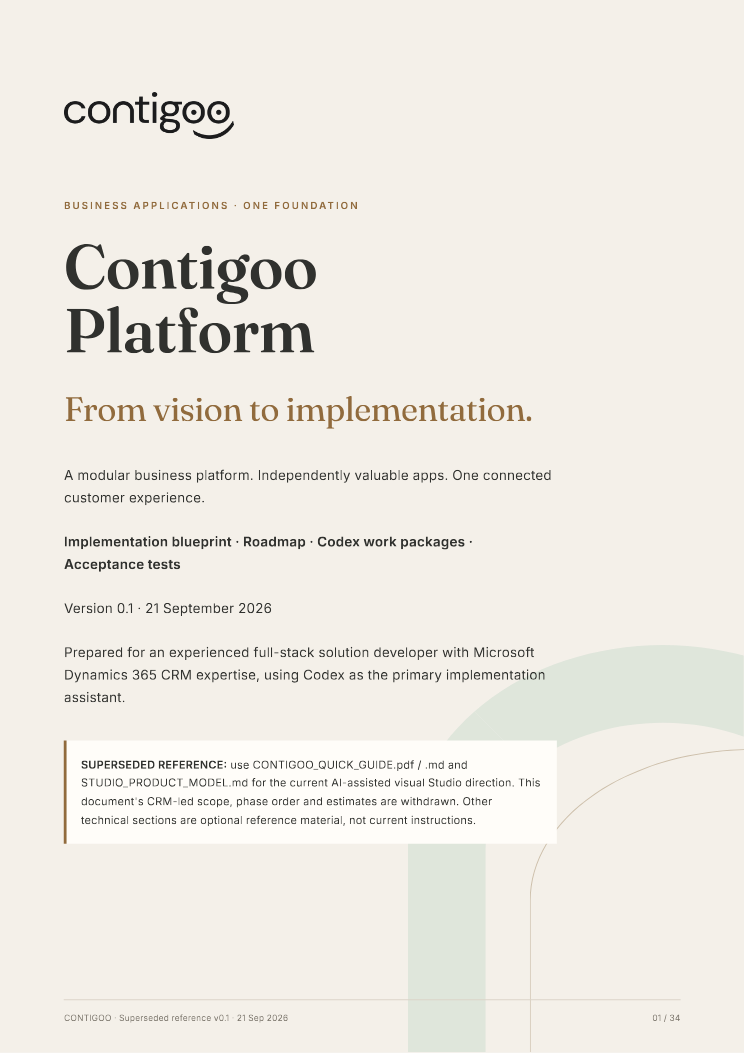 contigoo
BUSINESS APPLICATIONS · ONE FOUNDATION
Contigoo
Platform
From vision to implementation.
A modular business platform. Independently valuable apps. One connected
customer experience.
Implementation blueprint · Roadmap · Codex work packages ·
Acceptance tests
Version 0.1 · 21 September 2026
Prepared for an experienced full-stack solution developer with Microsoft
Dynamics 365 CRM expertise, using Codex as the primary implementation
assistant.
SUPERSEDED REFERENCE: use CONTIGOO_QUICK_GUIDE.pdf / .md and
STUDIO_PRODUCT_MODEL.md for the current AI-assisted visual Studio direction. This
document's CRM-led scope, phase order and estimates are withdrawn. Other
technical sections are optional reference material, not current instructions.
CONTIGOO · Superseded reference v0.1 · 21 Sep 2026
01 / 34